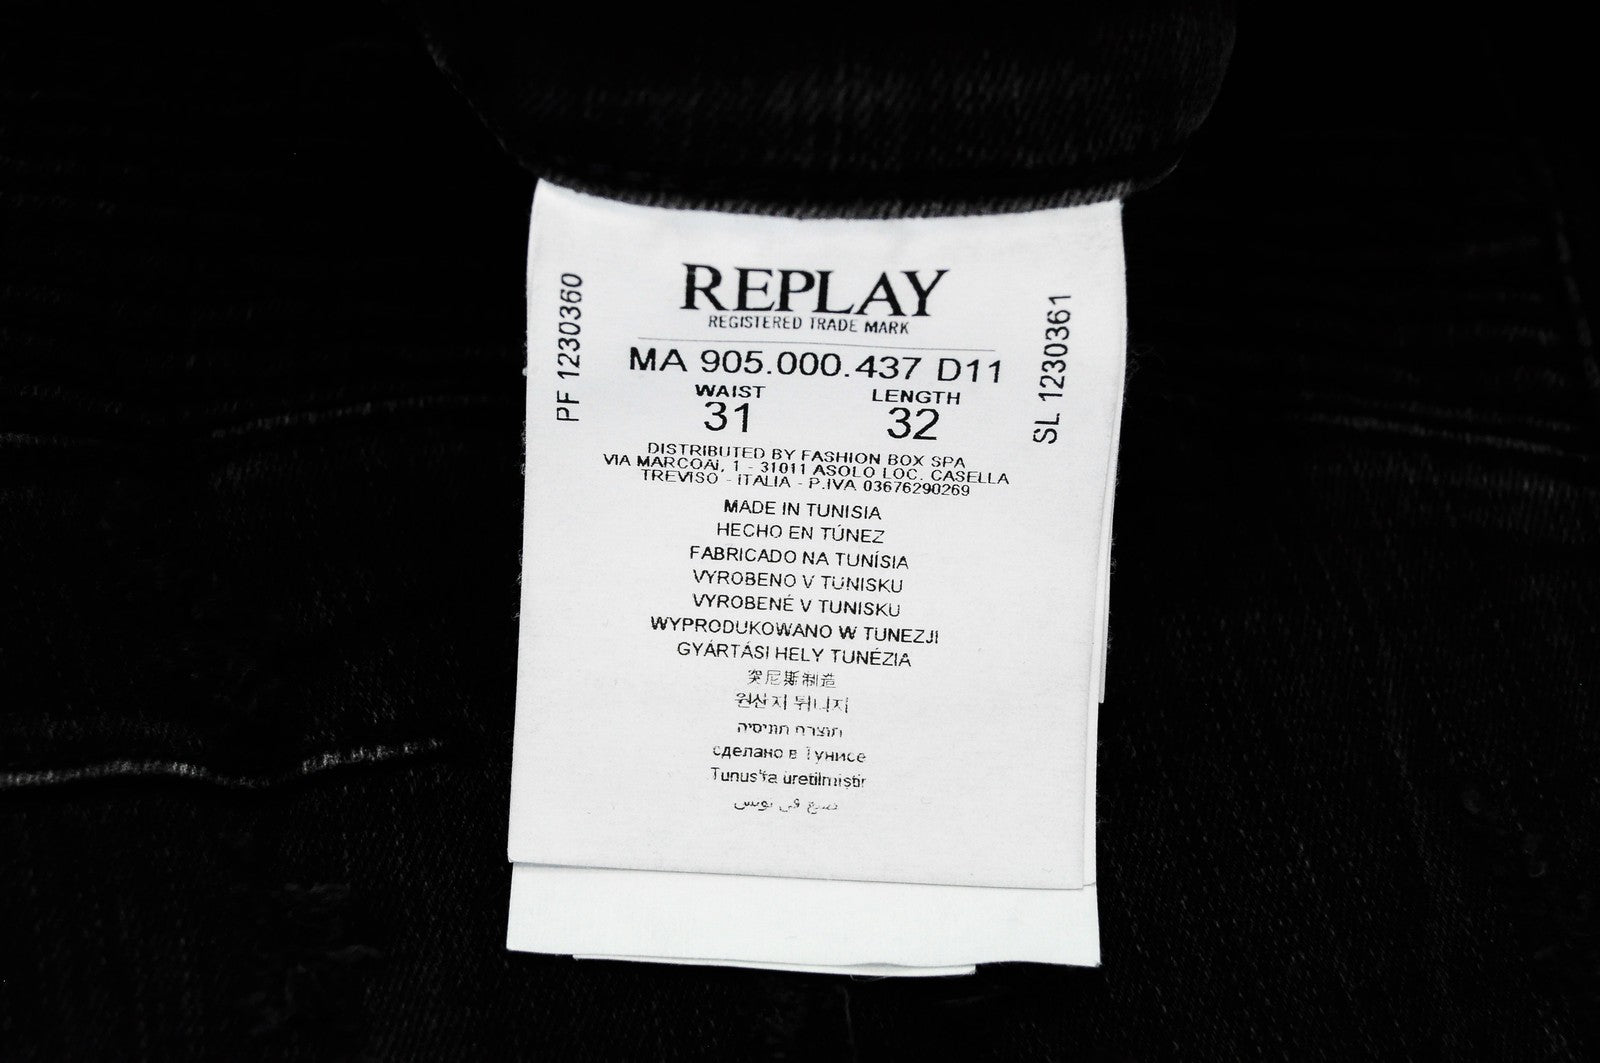 REPLAY
REGISTERED TRADE MARK
PF 1230360
SL 1230361
MA 905.000.437 D11
WAIST LENGTH
31 32
DISTRIBUTED BY FASHION BOX SPA
VIA MARCOAI, 1 - 31011 ASOLO LOC. CASELLA
TREVISO - ITALIA - P.IVA 03676290269
MADE IN TUNISIA
HECHO EN TÚNEZ
FABRICADO NA TUNÍSIA
VYROBENO V TUNISKU
VYROBENÉ V TUNISKU
WYPRODUKOWANO W TUNEZJI
GYÁRTÁSI HELY TUNÉZIA
突尼斯制造
원산지 튀니지
תוצרת תוניסיה
сделано в Тунисе
Tunus'ta üretilmiştir
صنع في تونس